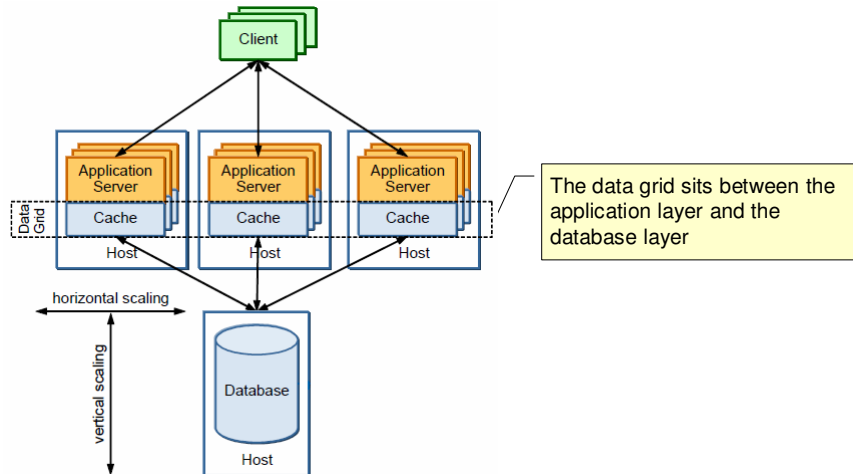 Client
Application
Server
Application
Server
Application
Server
Data
Grid
Cache
Cache
Cache
Host
Host
Host
The data grid sits between the
application layer and the
database layer
horizontal scaling
vertical scaling
Database
Host